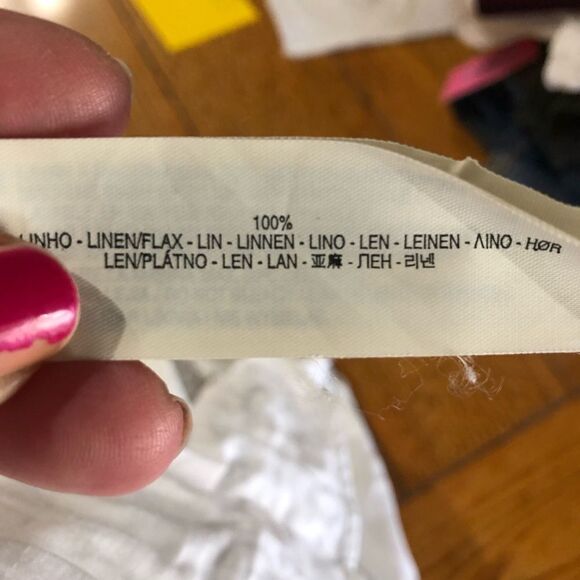 100%
LINHO - LINEN/FLAX - LIN - LINNEN - LINO - LEN - LEINEN - ΛΙΝΟ - HØR
LEN/PLÁTNO - LEN - LAN - 亚麻 - ЛЕН - 리넨